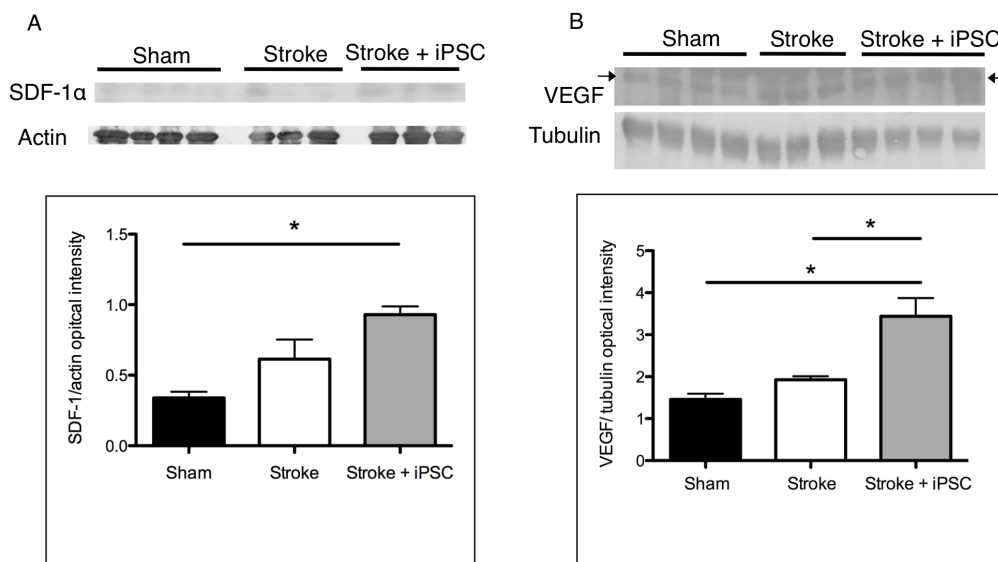 A
Sham Stroke Stroke + iPSC
SDF-1α
Actin
*
SDF-1/actin opitcal intensity
1.5
1.0
0.5
0.0
Sham Stroke Stroke + iPSC
B
Sham Stroke Stroke + iPSC
VEGF
Tubulin
*
*
VEGF/ tubulin optical intensity
5
4
3
2
1
0
Sham Stroke Stroke + iPSC